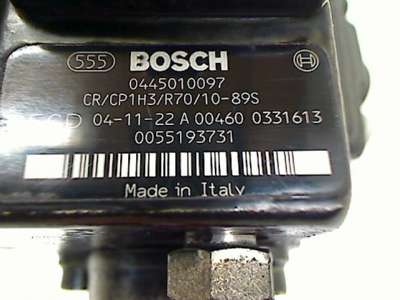 555 BOSCH
0445010097
CR/CP1H3/R70/10-89S
04-11-22 A 00460 0331613
0055193731
Made in Italy